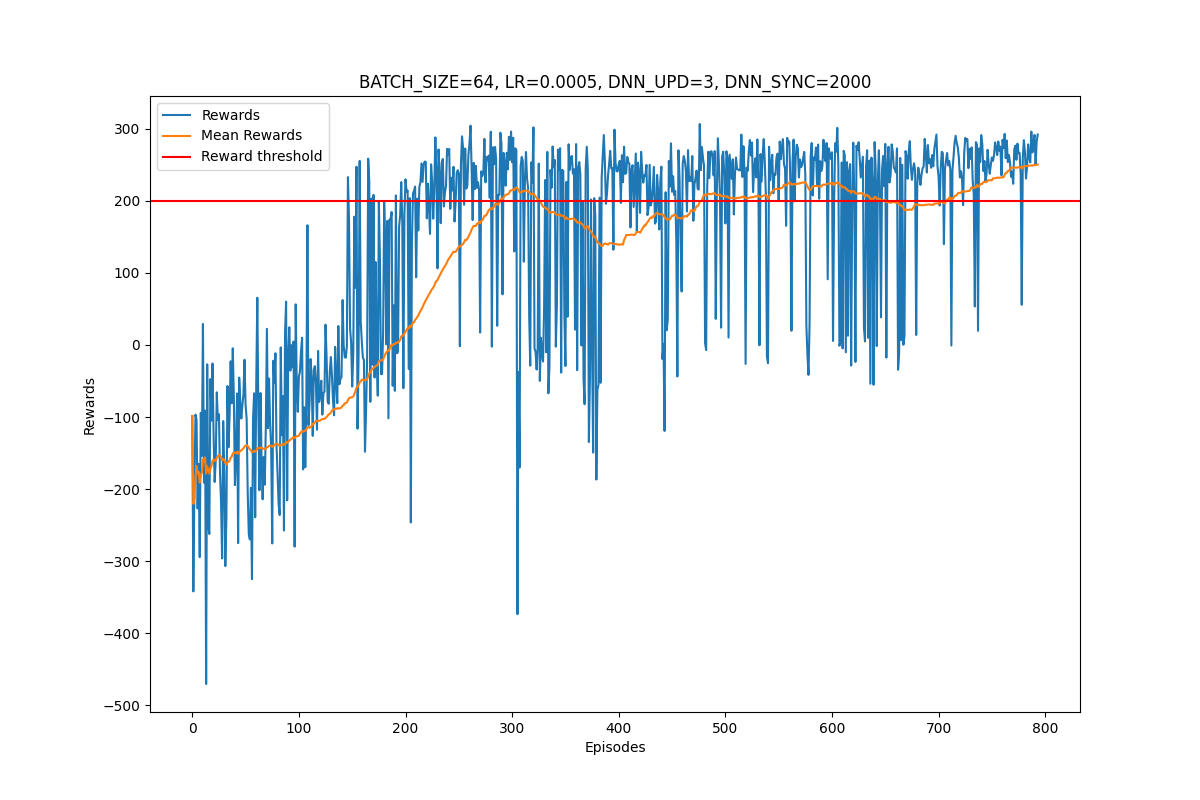 BATCH_SIZE=64, LR=0.0005, DNN_UPD=3, DNN_SYNC=2000
Rewards
Mean Rewards
Reward threshold
300
200
100
0
−100
−200
−300
−400
−500
Rewards
0 100 200 300 400 500 600 700 800
Episodes